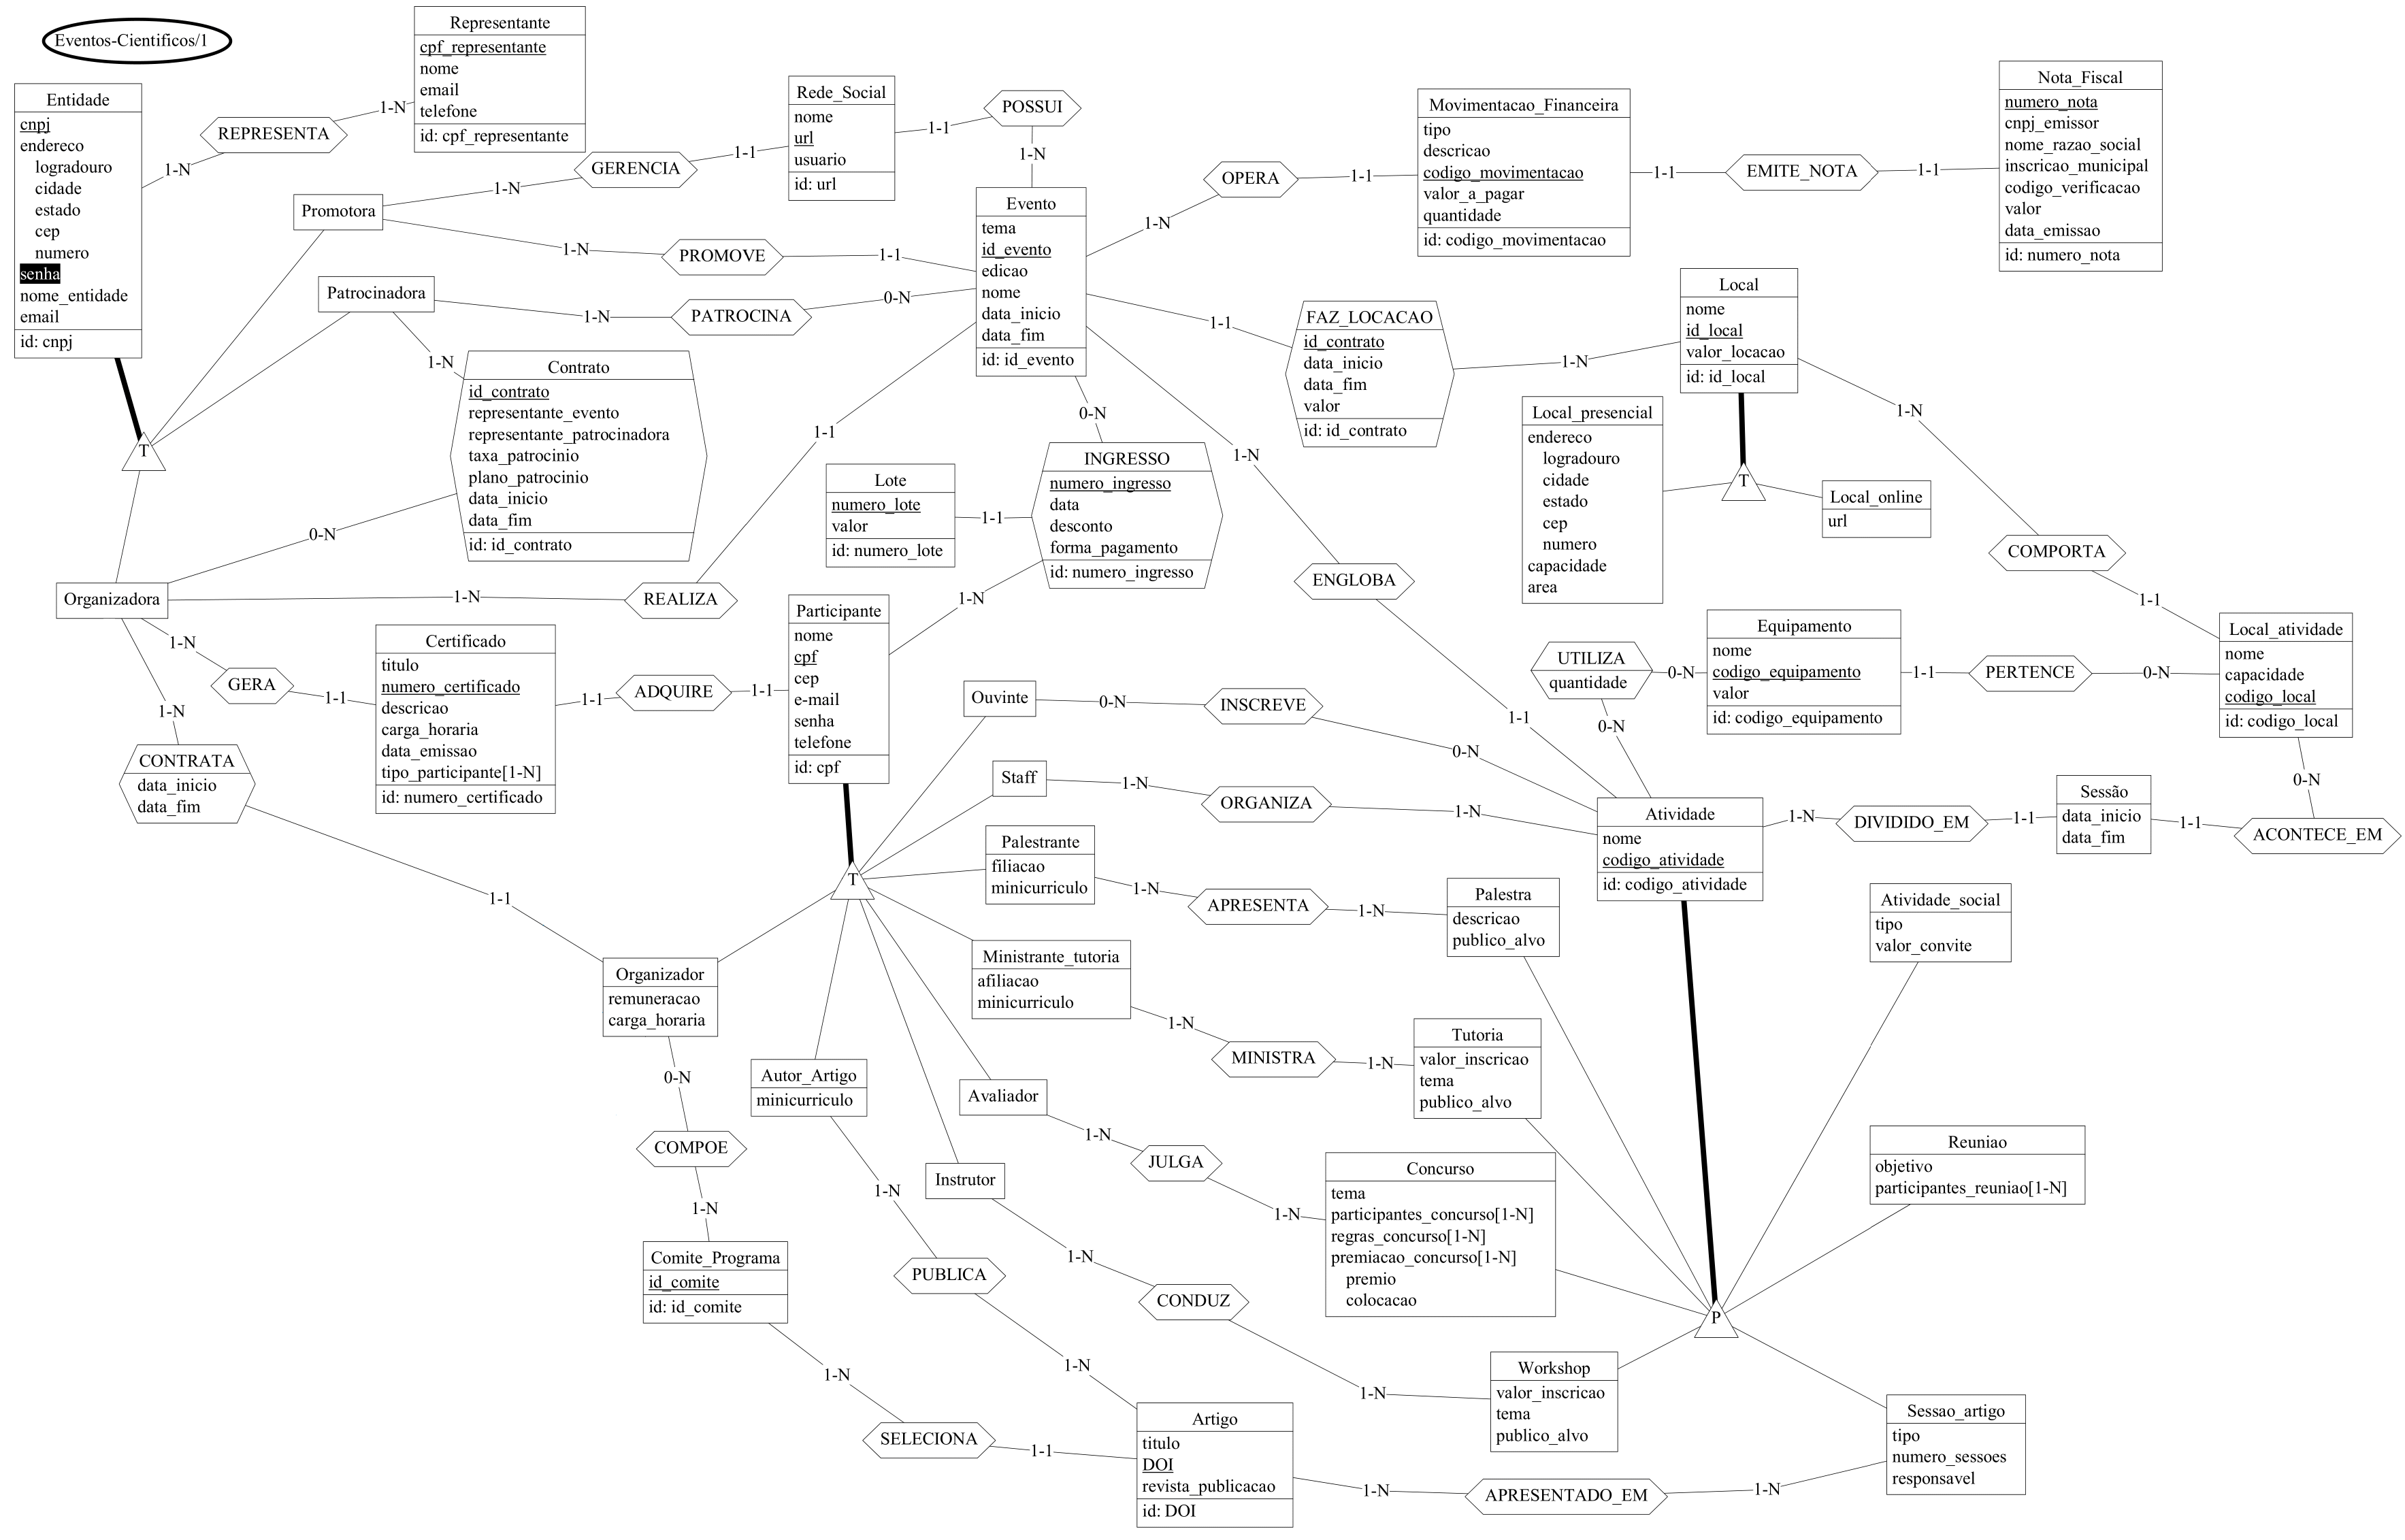 Eventos-Cientificos/1
Representante
cpf_representante
nome
email
telefone
id: cpf_representante
Entidade
cnpj
endereco
logradouro
cidade
estado
cep
numero
senha
nome_entidade
email
id: cnpj
1-N
REPRESENTA
1-N
Rede_Social
nome
url
usuario
id: url
1-1
POSSUI
1-N
GERENCIA
1-1
1-N
Promotora
1-N
PROMOVE
1-1
Patrocinadora
1-N
PATROCINA
0-N
1-N
Evento
tema
id_evento
edicao
nome
data_inicio
data_fim
id: id_evento
OPERA
1-1
1-N
Movimentacao_Financeira
tipo
descricao
codigo_movimentacao
valor_a_pagar
quantidade
id: codigo_movimentacao
1-1
EMITE_NOTA
1-1
Nota_Fiscal
numero_nota
cnpj_emissor
nome_razao_social
inscricao_municipal
codigo_verificacao
valor
data_emissao
id: numero_nota
1-1
FAZ_LOCACAO
id_contrato
data_inicio
data_fim
valor
id: id_contrato
1-N
Local
nome
id_local
valor_locacao
id: id_local
Local_presencial
endereco
logradouro
cidade
estado
cep
numero
capacidade
area
T
Local_online
url
1-N
COMPORTA
1-1
Contrato
id_contrato
representante_evento
representante_patrocinadora
taxa_patrocinio
plano_patrocinio
data_inicio
data_fim
id: id_contrato
T
0-N
1-1
0-N
INGRESSO
numero_ingresso
data
desconto
forma_pagamento
id: numero_ingresso
Lote
numero_lote
valor
id: numero_lote
1-1
1-N
1-N
ENGLOBA
1-1
Organizadora
1-N
REALIZA
1-N
GERA
1-1
Certificado
titulo
numero_certificado
descricao
carga_horaria
data_emissao
tipo_participante[1-N]
id: numero_certificado
1-1
ADQUIRE
1-1
Participante
nome
cpf
cep
e-mail
senha
telefone
id: cpf
1-N
CONTRATA
data_inicio
data_fim
1-1
Ouvinte
0-N
INSCREVE
0-N
Staff
1-N
ORGANIZA
1-N
UTILIZA
quantidade
0-N
0-N
Equipamento
nome
codigo_equipamento
valor
id: codigo_equipamento
1-1
PERTENCE
0-N
Local_atividade
nome
capacidade
codigo_local
id: codigo_local
0-N
Atividade
nome
codigo_atividade
id: codigo_atividade
1-N
DIVIDIDO_EM
1-1
Sessão
data_inicio
data_fim
1-1
ACONTECE_EM
T
Palestrante
filiacao
minicurriculo
1-N
APRESENTA
1-N
Palestra
descricao
publico_alvo
Atividade_social
tipo
valor_convite
Ministrante_tutoria
afiliacao
minicurriculo
1-N
MINISTRA
1-N
Tutoria
valor_inscricao
tema
publico_alvo
Organizador
remuneracao
carga_horaria
0-N
COMPOE
1-N
Autor_Artigo
minicurriculo
Avaliador
1-N
JULGA
1-N
Concurso
tema
participantes_concurso[1-N]
regras_concurso[1-N]
premiacao_concurso[1-N]
premio
colocacao
Reuniao
objetivo
participantes_reuniao[1-N]
Instrutor
1-N
CONDUZ
1-N
1-N
PUBLICA
1-N
Comite_Programa
id_comite
id: id_comite
1-N
SELECIONA
1-1
P
Workshop
valor_inscricao
tema
publico_alvo
Artigo
titulo
DOI
revista_publicacao
id: DOI
1-N
APRESENTADO_EM
1-N
Sessao_artigo
tipo
numero_sessoes
responsavel